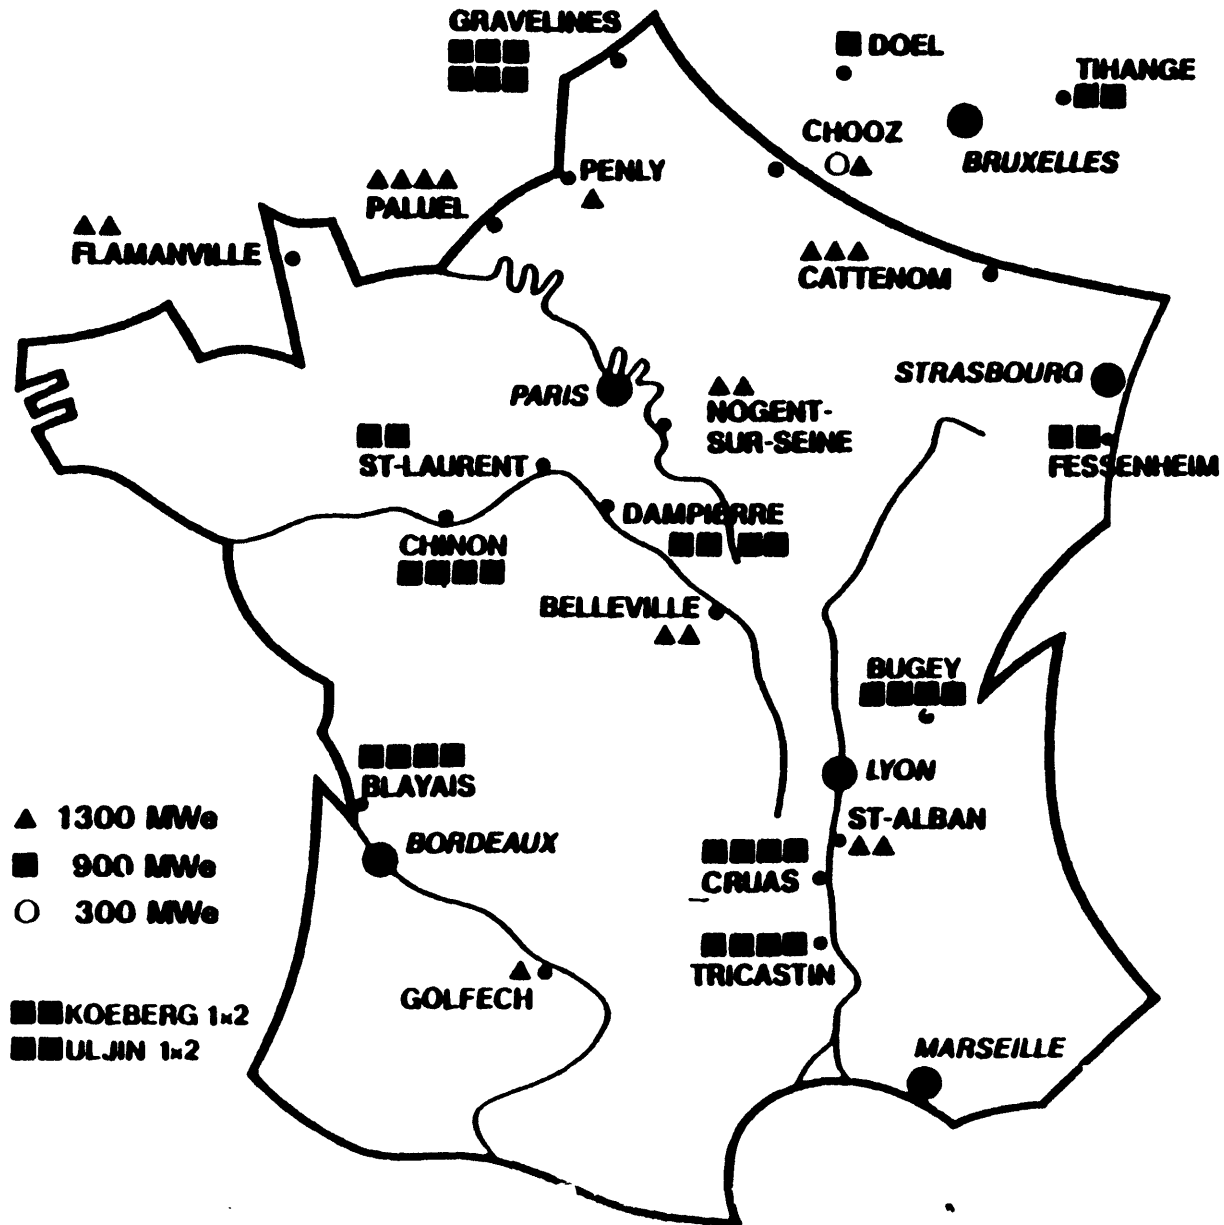 GRAVELINES
DOEL
TIHANGE
CHOOZ
BRUXELLES
PENLY
PALUEL
FLAMANVILLE
CATTENOM
STRASBOURG
PARIS
NOGENT-
SUR-SEINE
ST-LAURENT
FESSENHEIM
DAMPIERRE
CHINON
BELLEVILLE
BUGEY
LYON
BLAYAIS
1300 MWe
ST-ALBAN
BORDEAUX
900 MWe
CRUAS
300 MWe
TRICASTIN
GOLFECH
KOEBERG 1x2
ULJIN 1x2
MARSEILLE